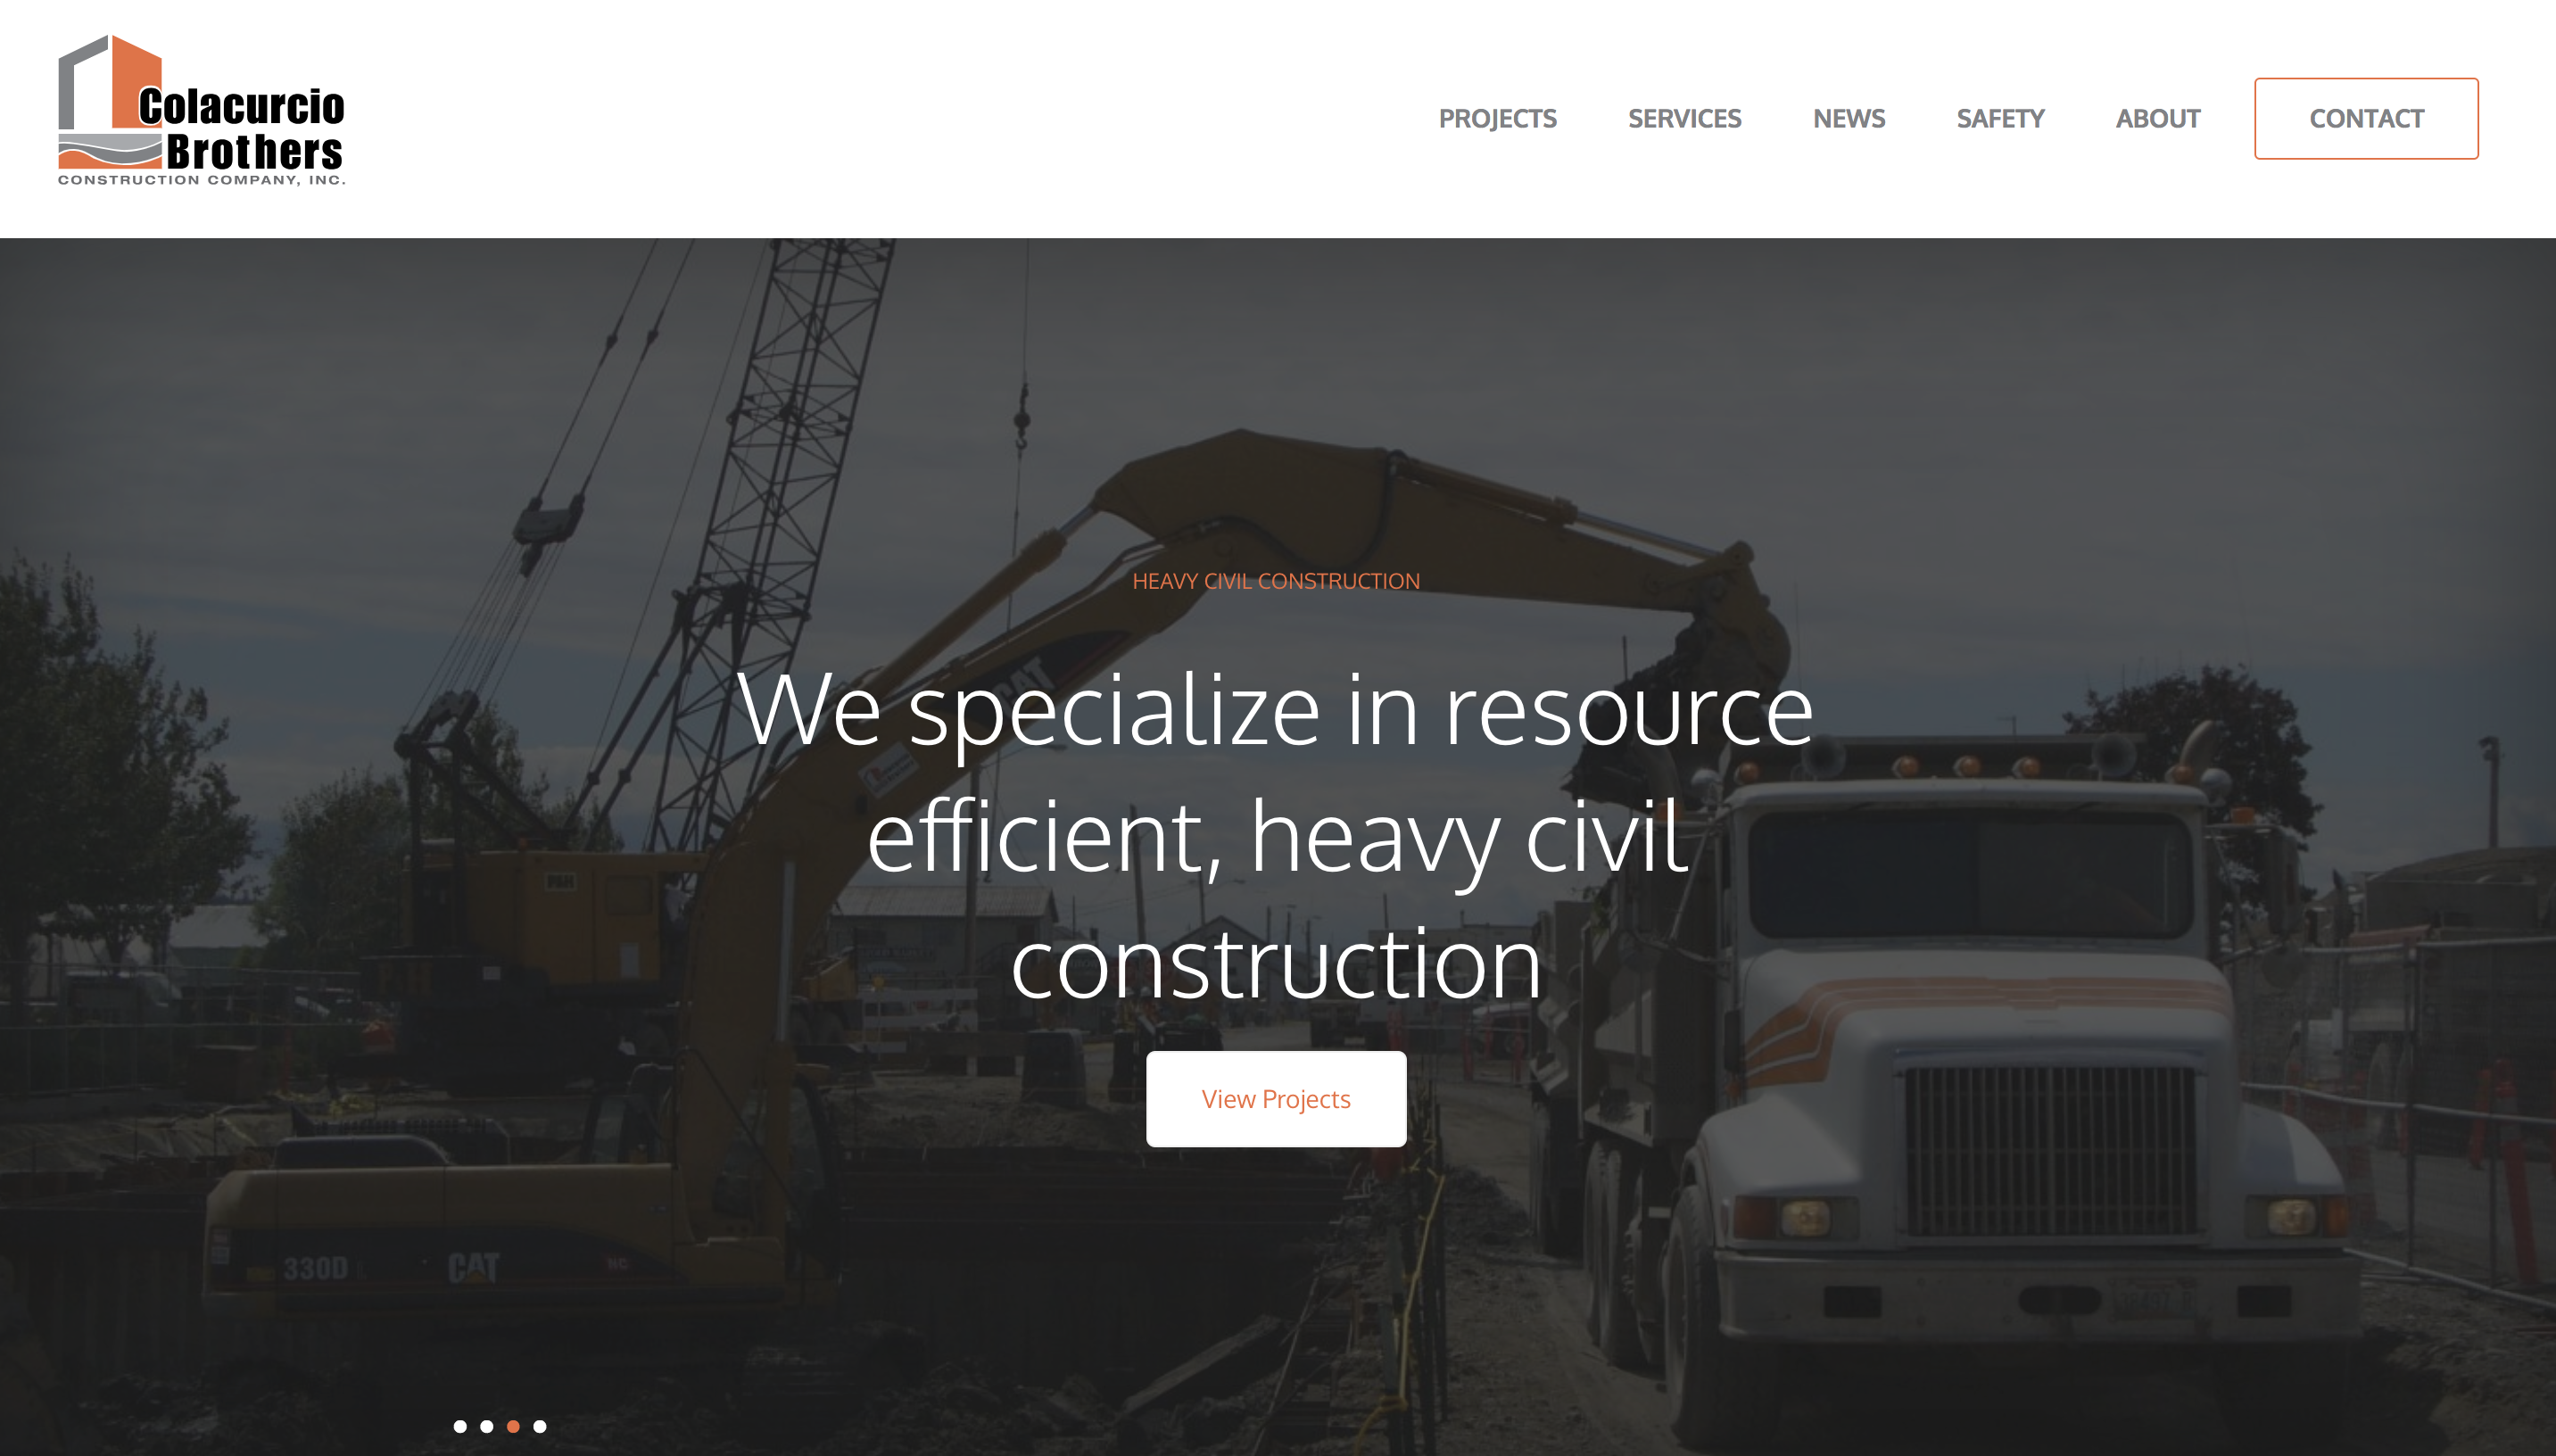 Colacurcio
Brothers
CONSTRUCTION COMPANY, INC.
PROJECTS SERVICES NEWS SAFETY ABOUT CONTACT
HEAVY CIVIL CONSTRUCTION
CAT
We specialize in resource
efficient, heavy civil
construction
P&H
View Projects
330D CAT